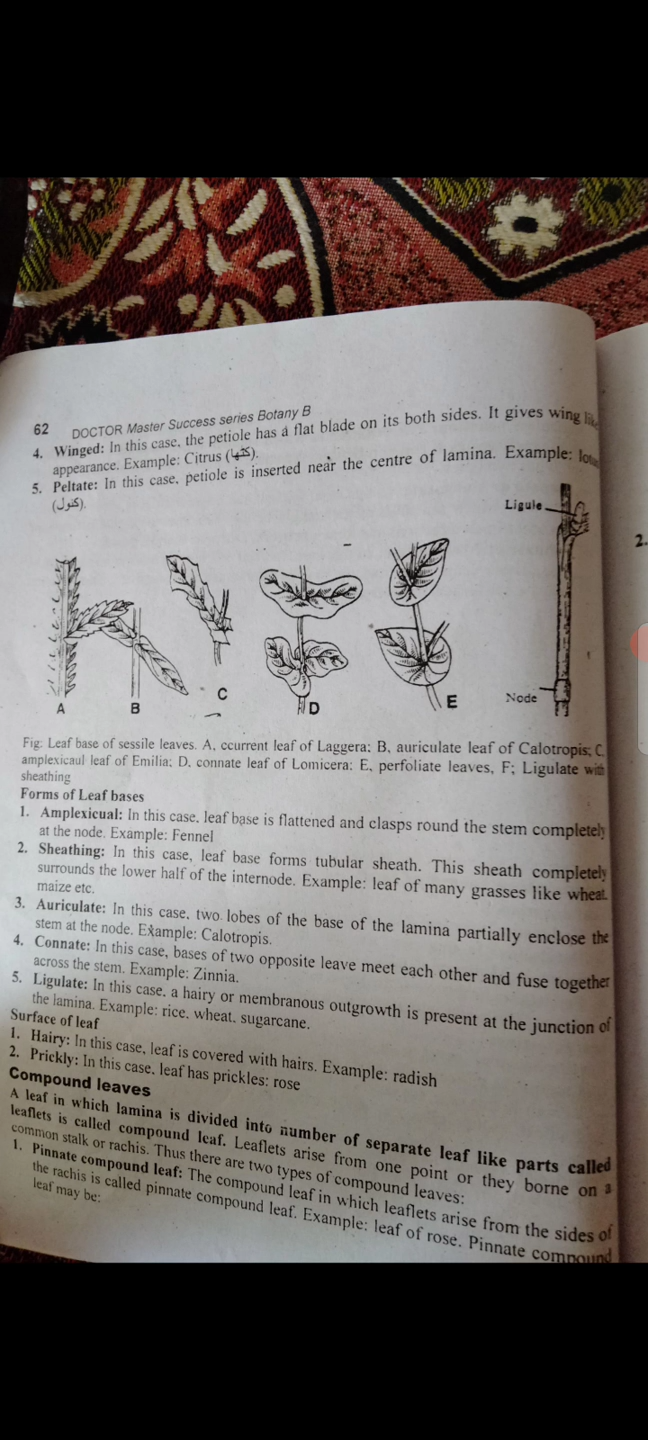 62 DOCTOR Master Success series Botany B
4. Winged: In this case, the petiole has a flat blade on its both sides. It gives wing
appearance. Example: Citrus (کٹھا).
5. Peltate: In this case, petiole is inserted near the centre of lamina. Example:
(کنول).
Ligule
2.
A
B
C
D
E
Node
Fig: Leaf base of sessile leaves. A, ccurrent leaf of Laggera; B, auriculate leaf of Calotropis; C,
amplexicaul leaf of Emilia; D, connate leaf of Lomicera; E, perfoliate leaves, F; Ligulate with
sheathing
Forms of Leaf bases
1. Amplexicual: In this case, leaf base is flattened and clasps round the stem completely
at the node. Example: Fennel
2. Sheathing: In this case, leaf base forms tubular sheath. This sheath completely
surrounds the lower half of the internode. Example: leaf of many grasses like wheat,
maize etc.
3. Auriculate: In this case, two lobes of the base of the lamina partially enclose the
stem at the node. Example: Calotropis.
4. Connate: In this case, bases of two opposite leave meet each other and fuse together
across the stem. Example: Zinnia.
5. Ligulate: In this case, a hairy or membranous outgrowth is present at the junction of
the lamina. Example: rice, wheat, sugarcane.
Surface of leaf
1. Hairy: In this case, leaf is covered with hairs. Example: radish
2. Prickly: In this case, leaf has prickles: rose
Compound leaves
A leaf in which lamina is divided into number of separate leaf like parts called
leaflets is called compound leaf. Leaflets arise from one point or they borne on a
common stalk or rachis. Thus there are two types of compound leaves:
1. Pinnate compound leaf: The compound leaf in which leaflets arise from the sides of
the rachis is called pinnate compound leaf. Example: leaf of rose. Pinnate compound
leaf may be: